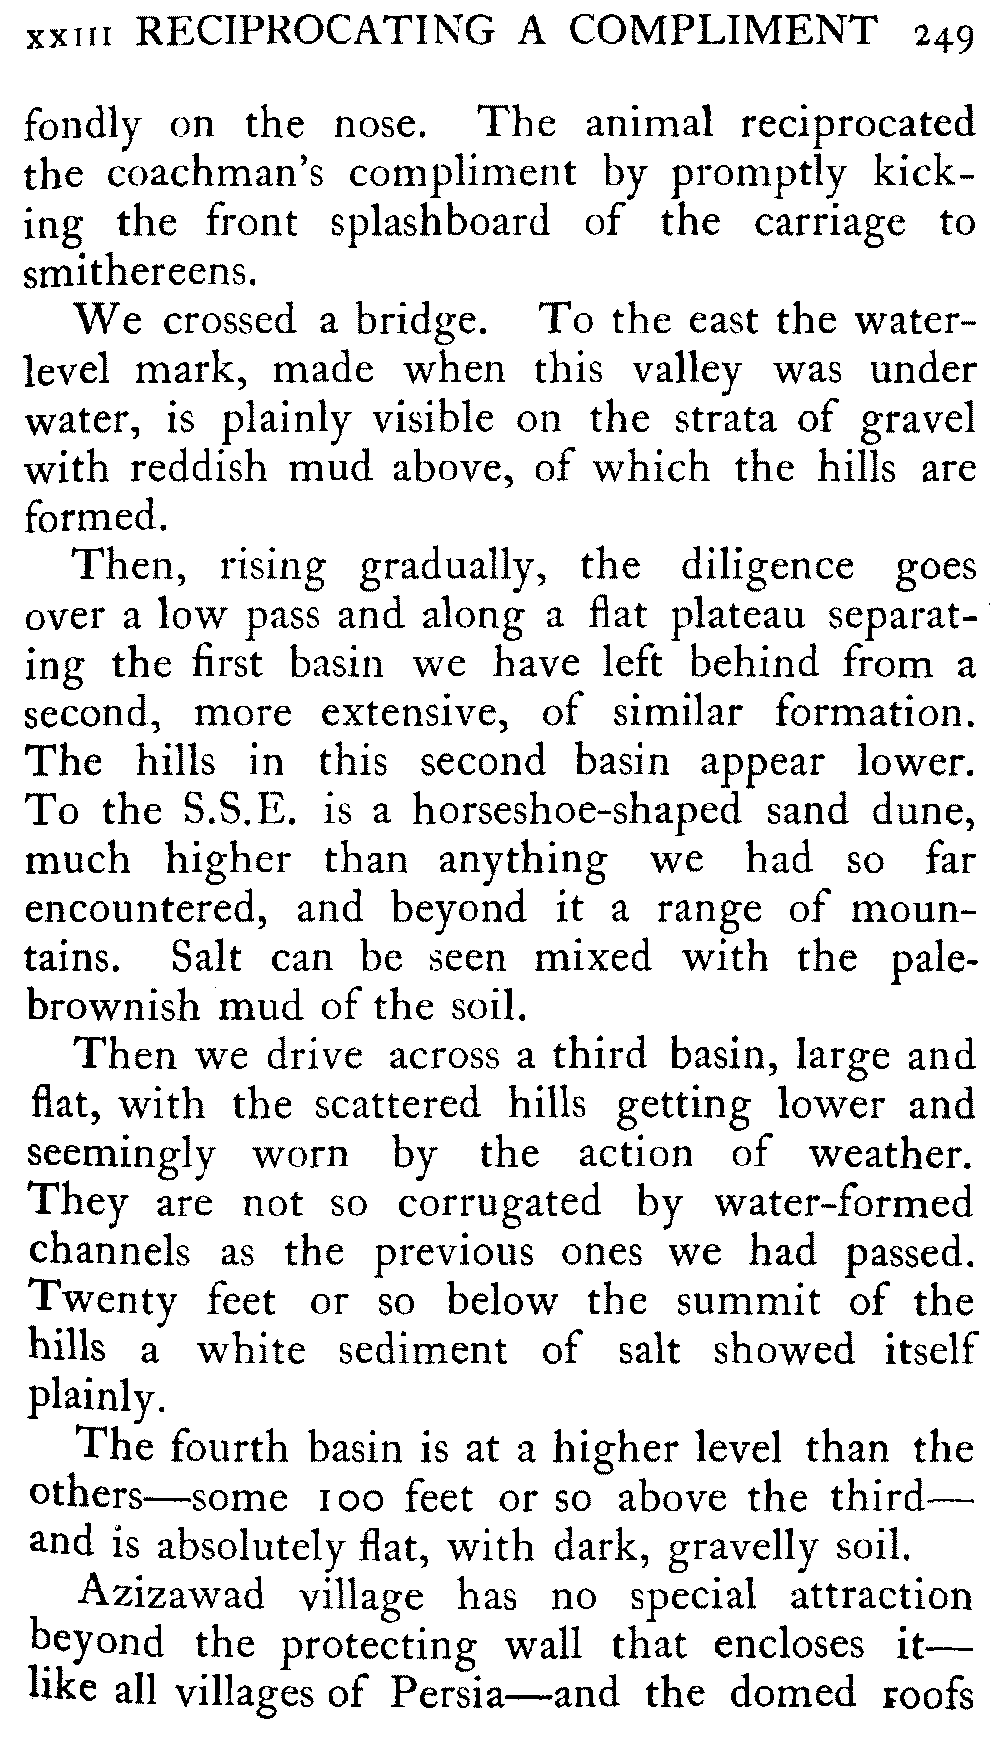 xxiii RECIPROCATING A COMPLIMENT 249
fondly on the nose. The animal reciprocated
the coachman's compliment by promptly kick-
ing the front splashboard of the carriage to
smithereens.
We crossed a bridge. To the east the water-
level mark, made when this valley was under
water, is plainly visible on the strata of gravel
with reddish mud above, of which the hills are
formed.
Then, rising gradually, the diligence goes
over a low pass and along a flat plateau separat-
ing the first basin we have left behind from a
second, more extensive, of similar formation.
The hills in this second basin appear lower.
To the S.S.E. is a horseshoe-shaped sand dune,
much higher than anything we had so far
encountered, and beyond it a range of moun-
tains. Salt can be seen mixed with the pale-
brownish mud of the soil.
Then we drive across a third basin, large and
flat, with the scattered hills getting lower and
seemingly worn by the action of weather.
They are not so corrugated by water-formed
channels as the previous ones we had passed.
Twenty feet or so below the summit of the
hills a white sediment of salt showed itself
plainly.
The fourth basin is at a higher level than the
others—some 100 feet or so above the third—
and is absolutely flat, with dark, gravelly soil.
Azizawad village has no special attraction
beyond the protecting wall that encloses it—
like all villages of Persia—and the domed roofs